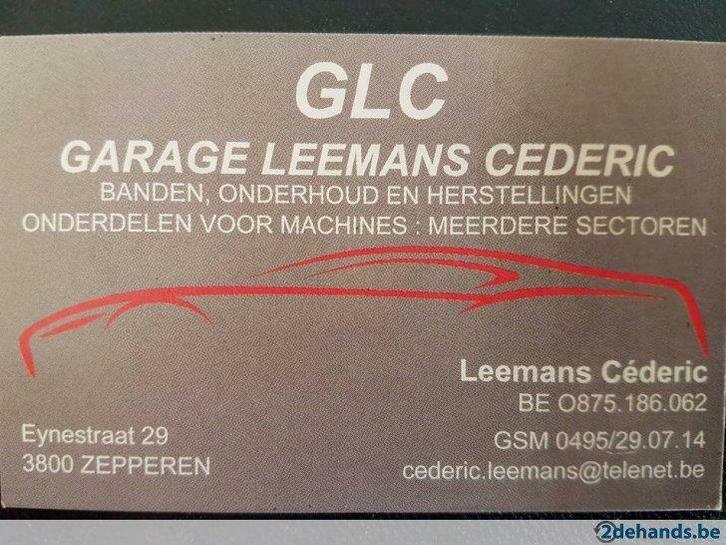 GLC
GARAGE LEEMANS CEDERIC
BANDEN, ONDERHOUD EN HERSTELLINGEN
ONDERDELEN VOOR MACHINES : MEERDERE SECTOREN
Leemans Céderic
BE O875.186.062
Eynestraat 29
GSM 0495/29.07.14
3800 ZEPPEREN
cederic.leemans@telenet.be
2dehands.be